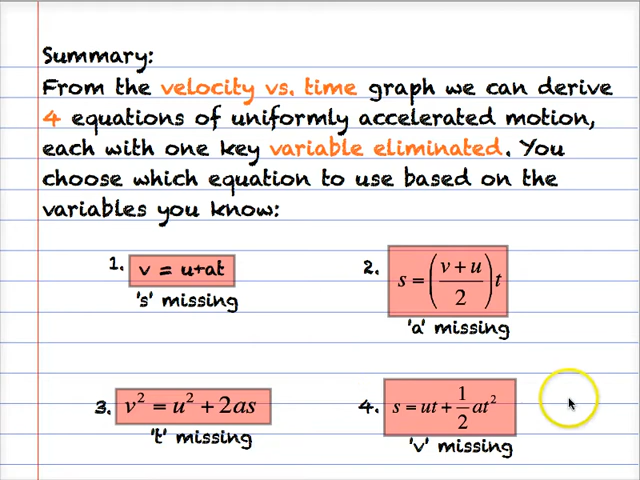 Summary:
From the velocity vs. time graph we can derive
4 equations of uniformly accelerated motion,
each with one key variable eliminated. You
choose which equation to use based on the
variables you know:
1. v = u+at
's' missing
2. s = ((v + u)/2) t
'a' missing
3. v² = u² + 2as
't' missing
4. s = ut + 1/2 at²
'v' missing